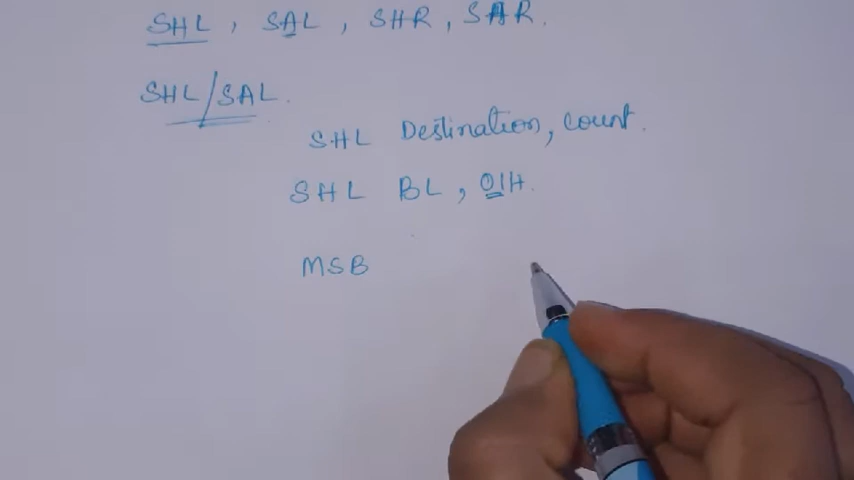 SHL, SAL, SHR, SAR.
SHL/SAL.
SHL Destination, count.
SHL BL, 01H.
MSB